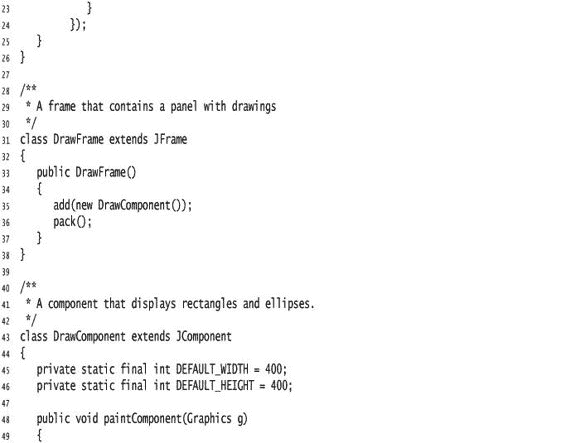 23                }
24             });
25       }
26    }
27
28    /**
29     * A frame that contains a panel with drawings
30     */
31    class DrawFrame extends JFrame
32    {
33       public DrawFrame()
34       {
35          add(new DrawComponent());
36          pack();
37       }
38    }
39
40    /**
41     * A component that displays rectangles and ellipses.
42     */
43    class DrawComponent extends JComponent
44    {
45       private static final int DEFAULT_WIDTH = 400;
46       private static final int DEFAULT_HEIGHT = 400;
47
48       public void paintComponent(Graphics g)
49       {